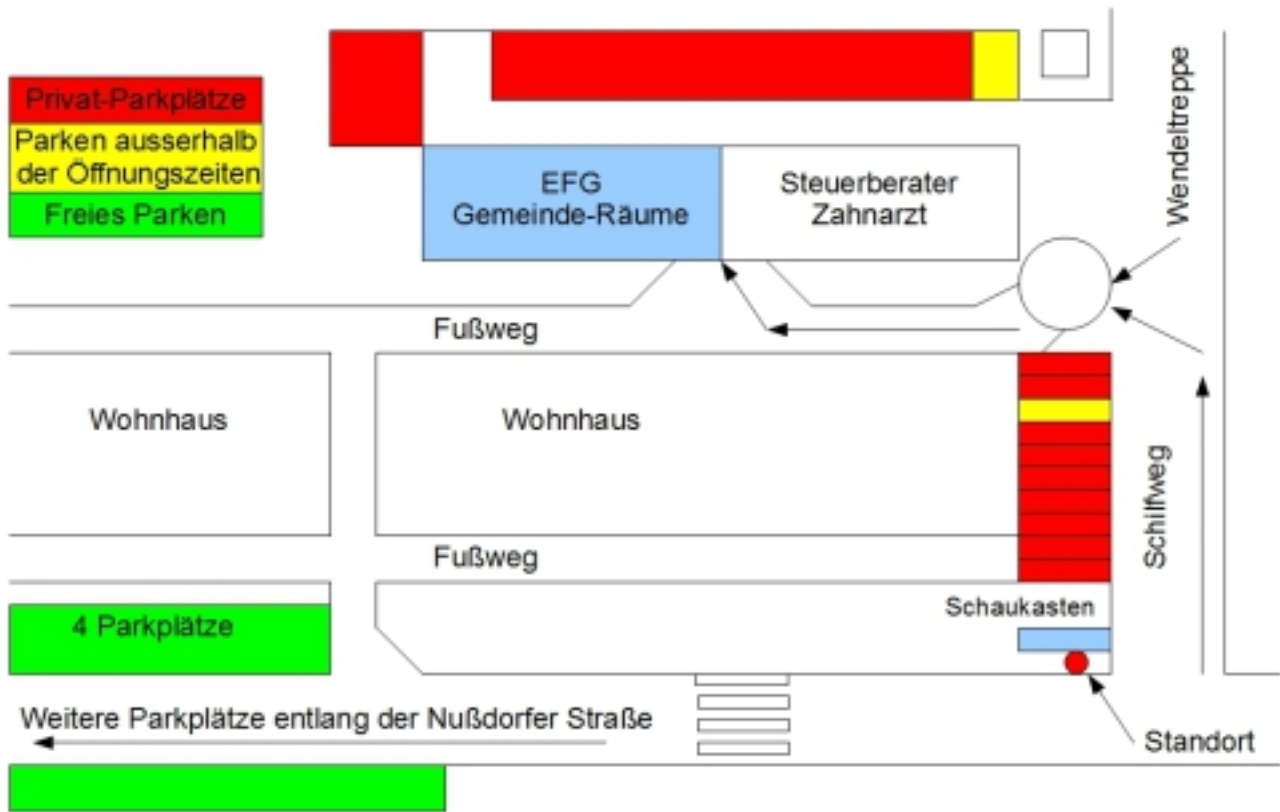 Privat-Parkplätze
Parken ausserhalb
der Öffnungszeiten
Freies Parken
EFG
Gemeinde-Räume
Steuerberater
Zahnarzt
Wendeltreppe
Fußweg
Wohnhaus
Wohnhaus
Schilfweg
Fußweg
Schaukasten
4 Parkplätze
Weitere Parkplätze entlang der Nußdorfer Straße
Standort